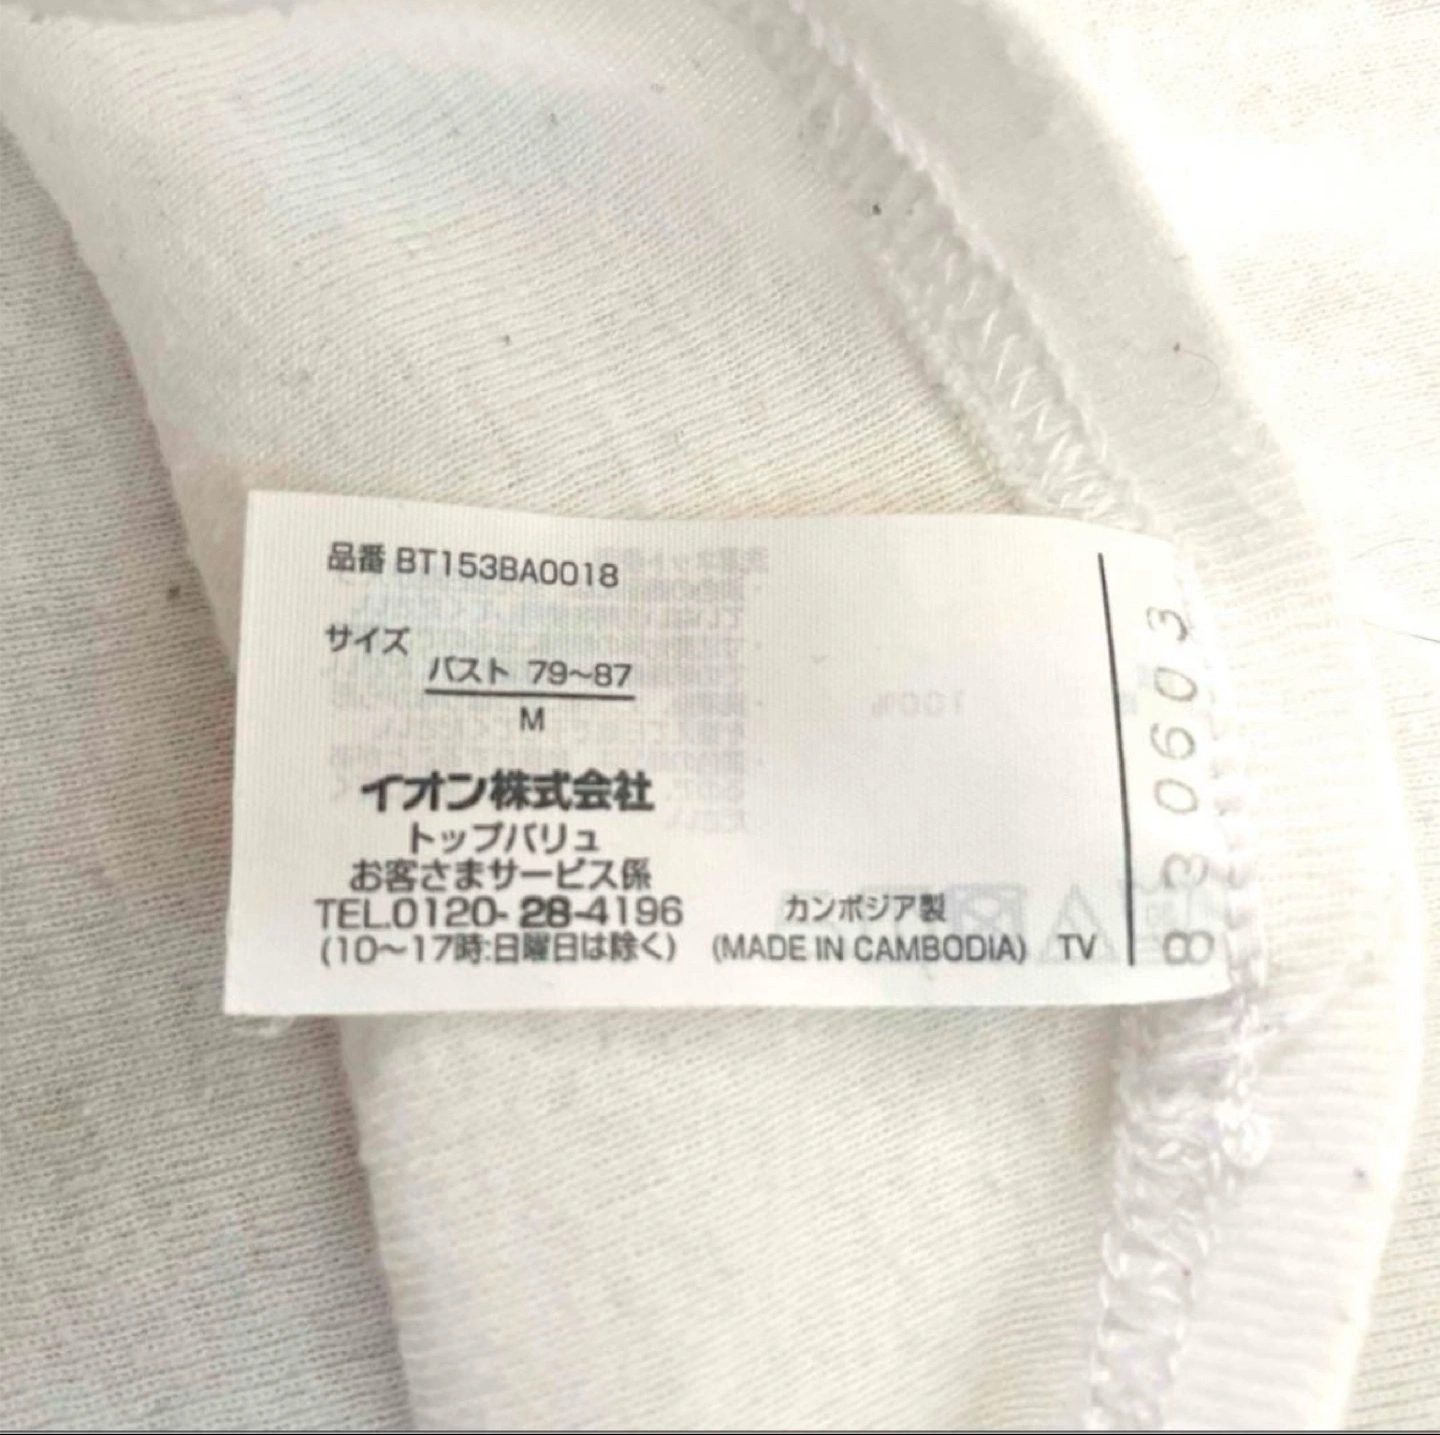 品番 BT153BA0018
サイズ
バスト 79〜87
M
イオン株式会社
トップバリュ
お客さまサービス係
TEL.0120-28-4196
(10〜17時:日曜日は除く)
カンボジア製
(MADE IN CAMBODIA) TV
830603
100%